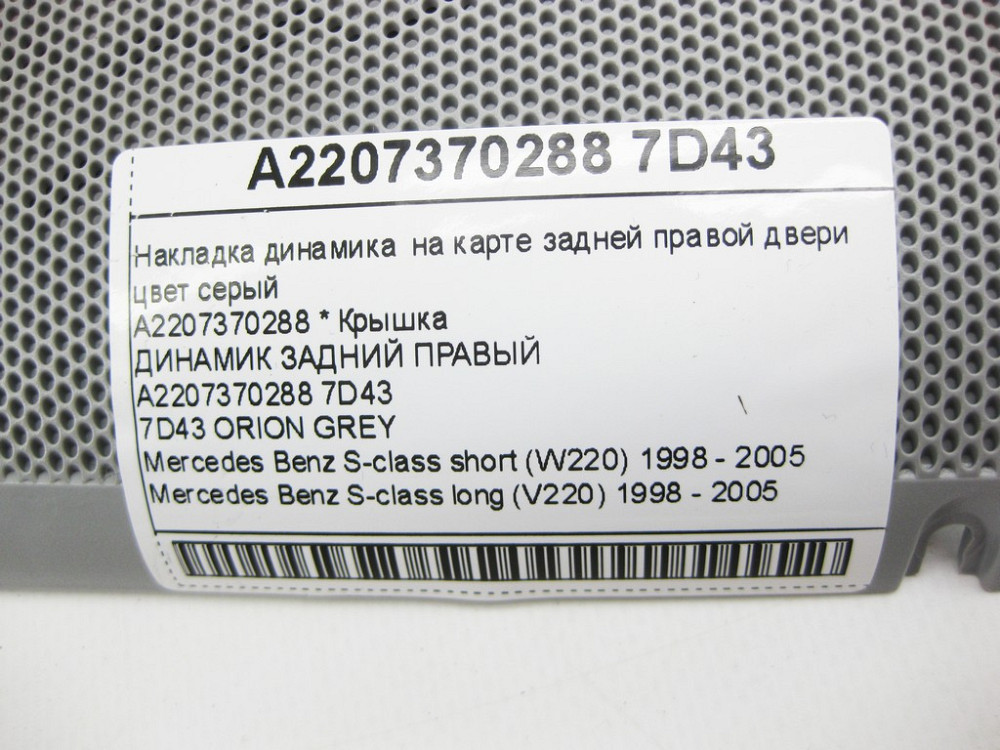 A2207370288 7D43
Накладка динамика на карте задней правой двери
цвет серый
A2207370288 * Крышка
ДИНАМИК ЗАДНИЙ ПРАВЫЙ
A2207370288 7D43
7D43 ORION GREY
Mercedes Benz S-class short (W220) 1998 - 2005
Mercedes Benz S-class long (V220) 1998 - 2005